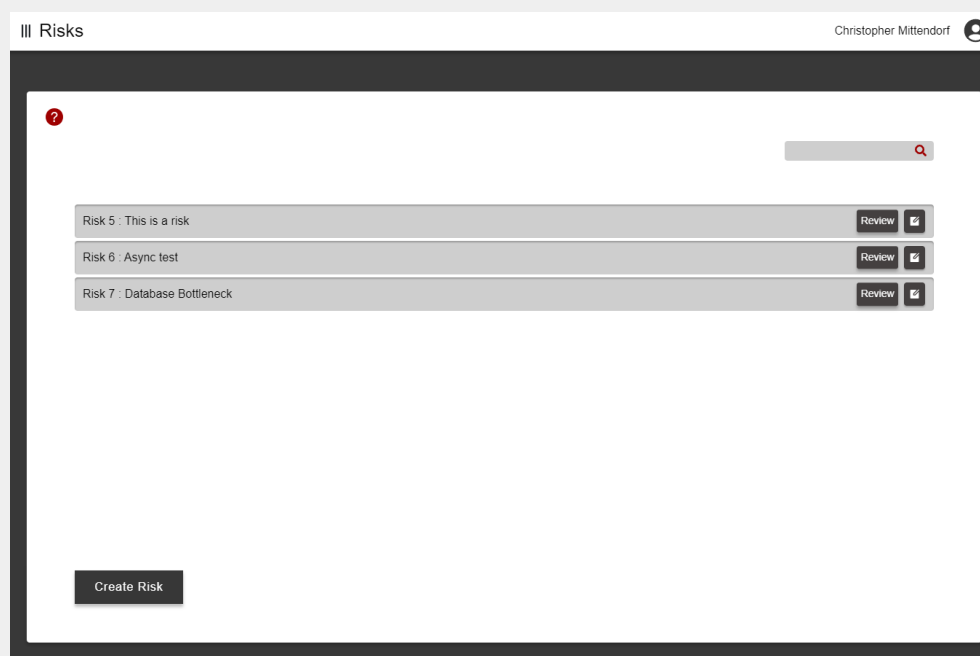 Risks
Christopher Mittendorf
?
Risk 5 : This is a risk
Review
Risk 6 : Async test
Review
Risk 7 : Database Bottleneck
Review
Create Risk